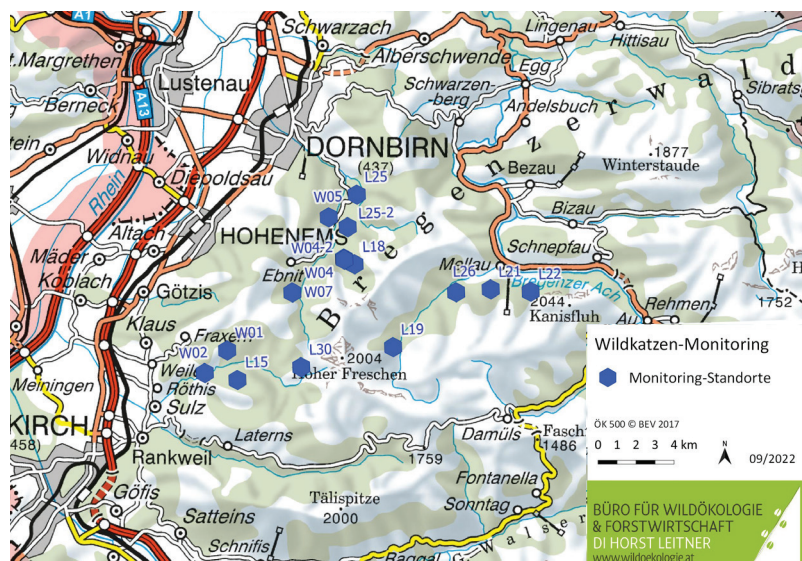 A1
St.Margrethen
Schwarzach
Alberschwende
Lingenau
Hittisau
Egg
Berneck
A13
Lustenau
Schwarzen-
berg
Andelsbuch
Sibrats
Widnau
Diepoldsau
DORNBIRN
(437)
Bregenzerwald
1877
Winterstaude
Bezau
L25
W05
Rhein
L25-2
Bizau
Altach
HOHENEMS
W04-2
L18
Schnepfau
Mäder
Ebnit
W04
Mellau
Koblach
Götzis
W07
L26
L21
L22
Bregenzer Ach
2044
Kanisfluh
Rehmen
1752
Au
Klaus
Fraxern
W01
L19
W02
Weiler
L15
L30
2004
Hoher Freschen
Meiningen
Röthis
Sulz
KIRCH
458)
Rankweil
Laterns
1759
Damüls
Fasch
1486
Göfis
Fontanella
Tälispitze
2000
Sonntag
Satteins
Schnifis
Raggal
G. Walser
Wildkatzen-Monitoring
Monitoring-Standorte
ÖK 500 © BEV 2017
0 1 2 3 4 km
N
09/2022
BÜRO FÜR WILDÖKOLOGIE
& FORSTWIRTSCHAFT
DI HORST LEITNER
www.wildoekologie.at